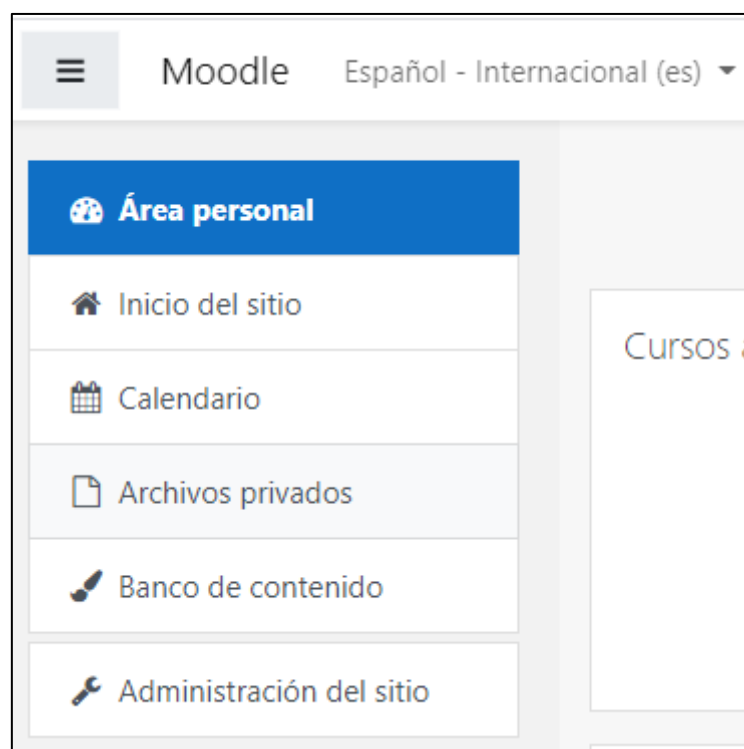 Moodle Español - Internacional (es)
Área personal
Inicio del sitio
Cursos
Calendario
Archivos privados
Banco de contenido
Administración del sitio